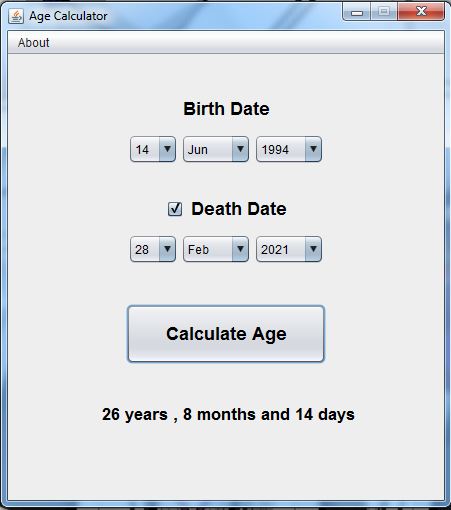 Age Calculator
About
Birth Date
14 Jun 1994
Death Date
28 Feb 2021
Calculate Age
26 years , 8 months and 14 days